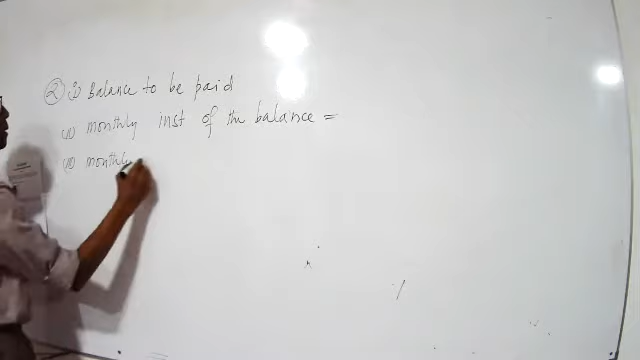 ② i) Balance to be paid
ii) monthly inst of the balance =
iii) monthly